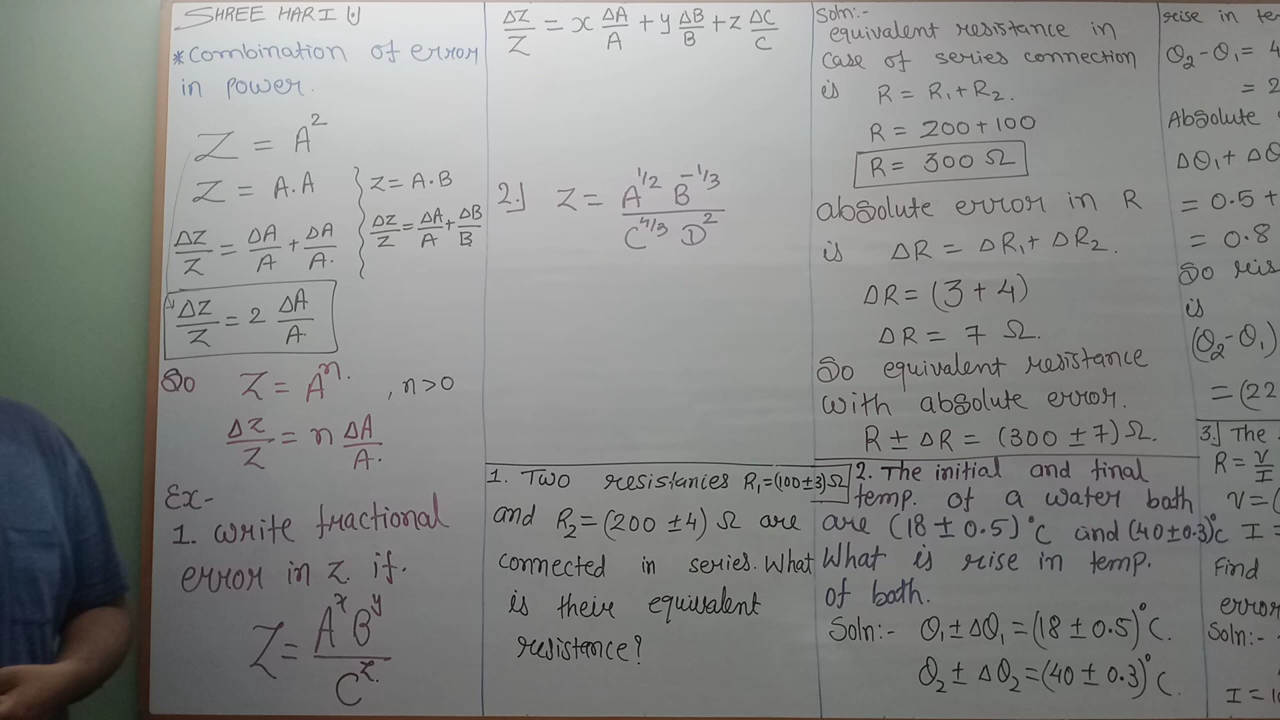 SHREE HARI
*Combination of error
in power.
Z = A²
Z = A.A
ΔZ/Z = ΔA/A + ΔA/A.
Z = A.B
ΔZ/Z = ΔA/A + ΔB/B
ΔZ/Z = 2 ΔA/A.
So Z = Aⁿ. , n>0
ΔZ/Z = n ΔA/A.
Ex-
1. Write fractional
error in Z if.
Z = A^x B^y / C^z.
ΔZ/Z = x ΔA/A + y ΔB/B + z ΔC/C
2.) Z = A^1/2 B^-1/3 / C^4/3 D^2
1. Two resistancies R₁=(100±3)Ω
and R₂=(200 ±4) Ω are
connected in series. What
is their equivalent
resistance?
Soln:-
equivalent resistance in
case of series connection
is R = R₁+R₂.
R = 200+100
R = 300 Ω
absolute error in R
is ΔR = ΔR₁+ ΔR₂.
ΔR = (3 + 4)
ΔR = 7 Ω.
So equivalent resistance
with absolute error.
R ± ΔR = (300 ±7) Ω.
2. The initial and final
temp. of a water bath
are (18 ± 0.5)°C and (40±0.3)°C
What is rise in temp.
of bath.
Soln:- θ₁ ± Δθ₁ = (18 ± 0.5)°C.
θ₂ ± Δθ₂ = (40 ± 0.3)°C.
rise in
θ₂-θ₁= 4
= 2
Absolute
Δθ₁ +
= 0.5 +
= 0.8
So
is
(θ₂-θ₁)
= (22
3.) The
R = V/I
V = (
I =
Find
error
Soln:-